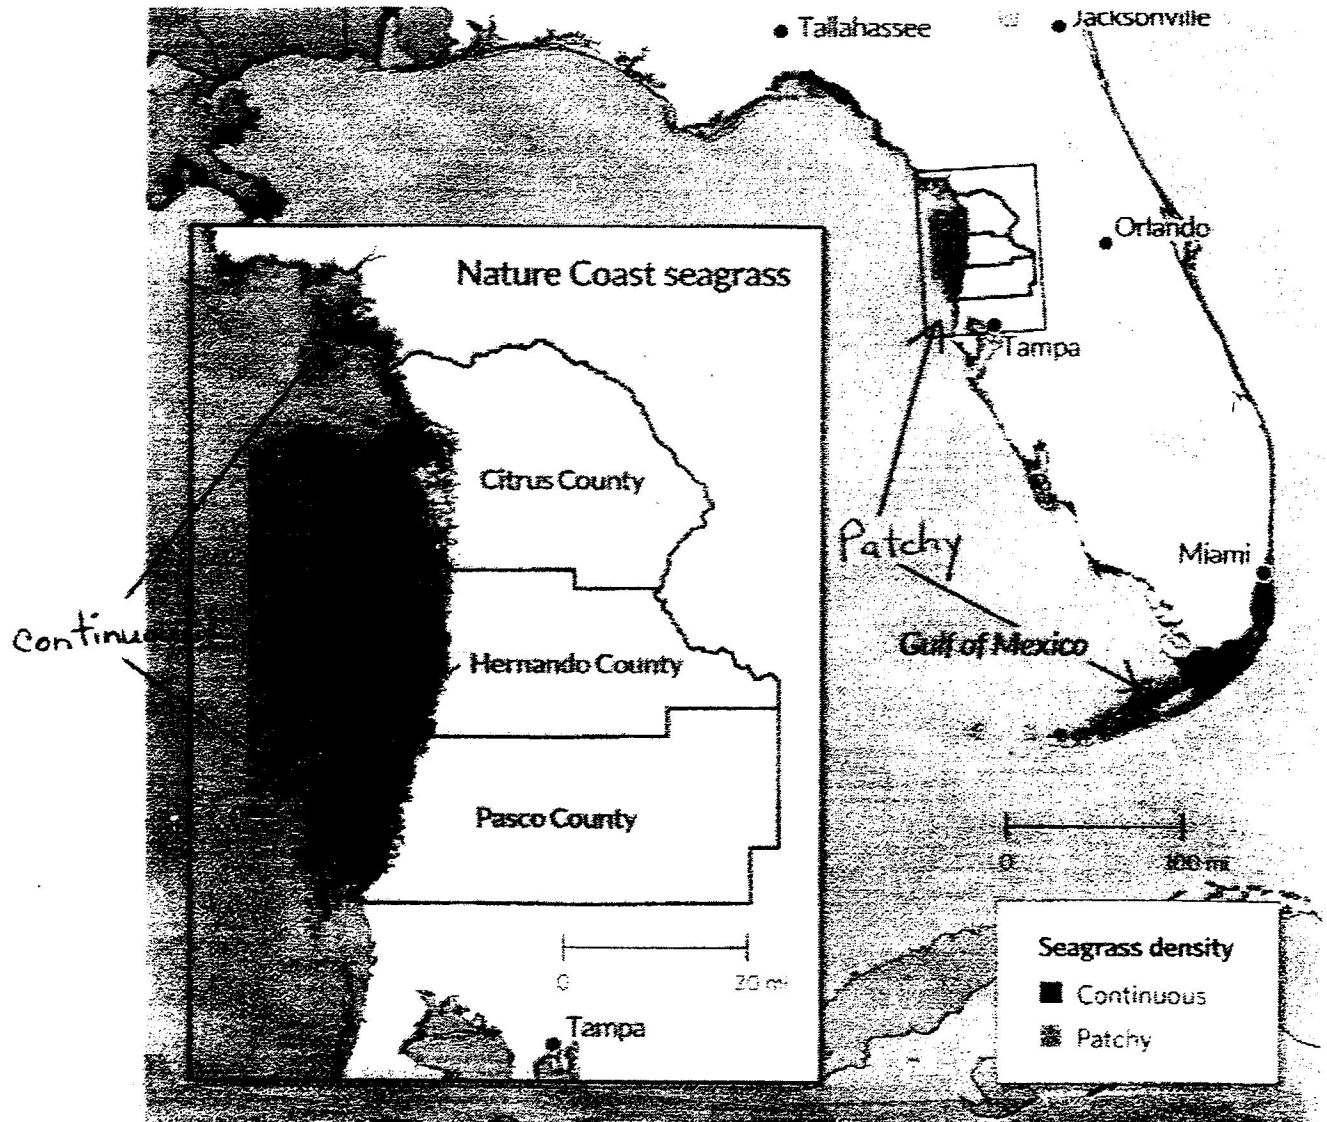 Tallahassee
Jacksonville
Orlando
Tampa
Nature Coast seagrass
Citrus County
Patchy
Miami
Gulf of Mexico
Hernando County
Pasco County
0 100 mi
0 20 mi
Tampa
Seagrass density
Continuous
Patchy